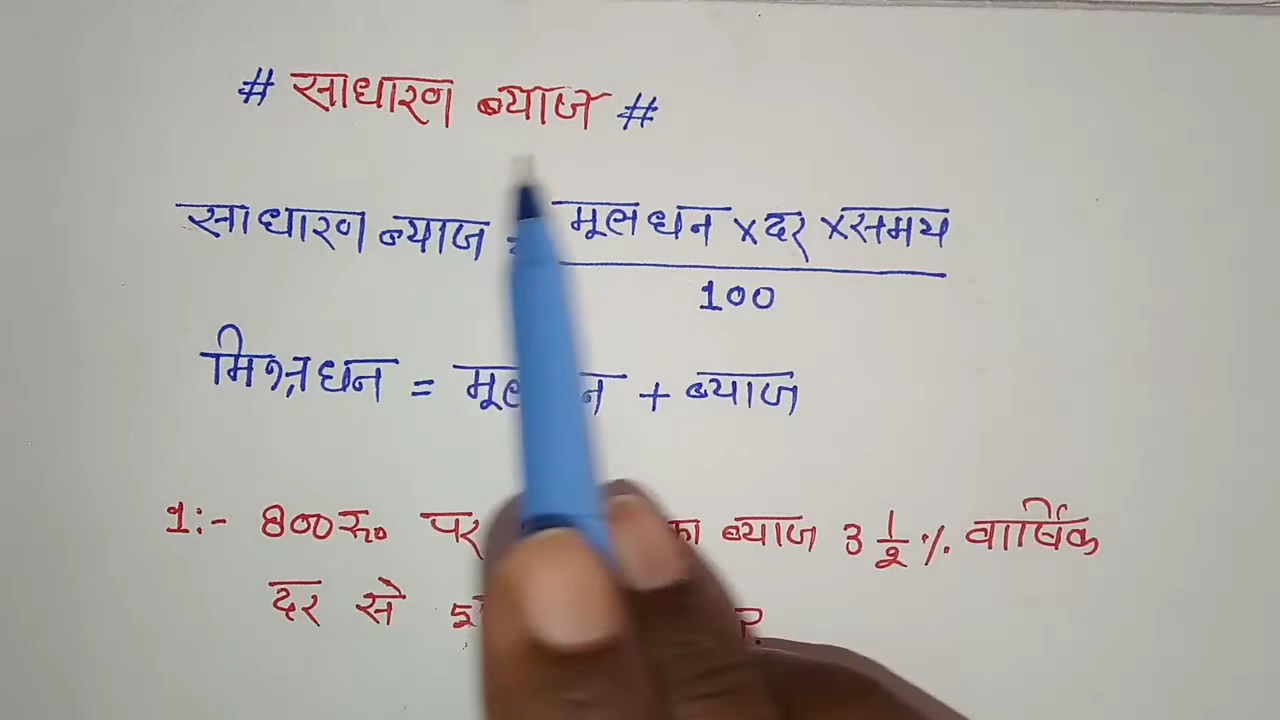 # साधारण ब्याज #
साधारण ब्याज = मूलधन × दर × समय
100
मिश्रधन = + ब्याज
1:- 800रु० पर का ब्याज 3 1/2 % वार्षिक
दर से